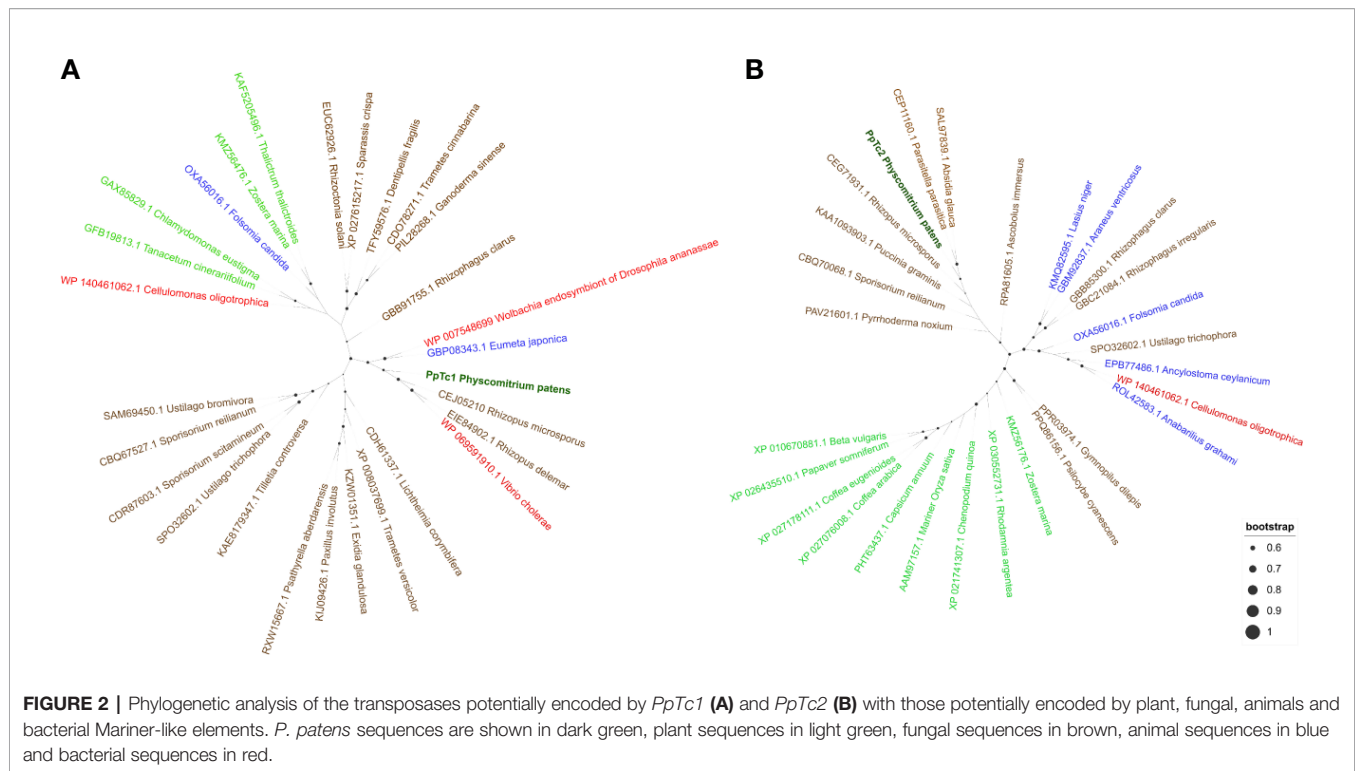 A
KAF5205496.1 Thalictrum thalictroides
KMZ56476.1 Zostera marina
OXA56016.1 Folsomia candida
GAX85829.1 Chlamydomonas eustigma
GFB19813.1 Tanacetum cinerariifolium
WP 140461062.1 Cellulomonas oligotrophica
EUC62926.1 Rhizoctonia solani
XP 027615217.1 Sparassis crispa
TFY59576.1 Dentipellis fragilis
CDO78271.1 Trametes cinnabarina
PIL28268.1 Ganoderma sinense
GBB91755.1 Rhizophagus clarus
WP 007548699 Wolbachia endosymbiont of Drosophila ananassae
GBP08343.1 Eumeta japonica
PpTc1 Physcomitrium patens
CEJ05210 Rhizopus microsporus
EIE84902.1 Rhizopus delemar
WP 069591910.1 Vibrio cholerae
CDH61337.1 Lichtheimia corymbifera
XP 008037699.1 Trametes versicolor
KZW01351.1 Exidia glandulosa
KIJ09426.1 Paxillus involutus
RXW15667.1 Psathyrella aberdarensis
KAE8179347.1 Tilletia controversa
SPO32602.1 Ustilago trichophora
CDR87603.1 Sporisorium scitamineum
CBQ67527.1 Sporisorium reilianum
SAM69450.1 Ustilago bromivora
B
SAL97839.1 Absidia glauca
CEP11160.1 Parasitella parasitica
PpTc2 Physcomitrium patens
CEG71931.1 Rhizopus microsporus
KAA1093903.1 Puccinia graminis
CBQ70068.1 Sporisorium reilianum
PAV21601.1 Pyrrhoderma noxium
RPA81605.1 Ascobolus immersus
KMQ82595.1 Lasius niger
GBM92837.1 Araneus ventricosus
GBB85300.1 Rhizophagus clarus
GBC21084.1 Rhizophagus irregularis
OXA56016.1 Folsomia candida
SPO32602.1 Ustilago trichophora
EPB77486.1 Ancylostoma ceylanicum
WP 140461062.1 Cellulomonas oligotrophica
ROL42583.1 Anabarilius grahami
PPR03974.1 Gymnopilus dilepis
PPQ86156.1 Psilocybe cyanescens
KMZ56176.1 Zostera marina
XP 030552731.1 Rhodamnia argentea
XP 021741307.1 Chenopodium quinoa
AAM97157.1 Mariner Oryza sativa
PHT63437.1 Capsicum annuum
XP 027076008.1 Coffea arabica
XP 027178111.1 Coffea eugenioides
XP 026435510.1 Papaver somniferum
XP 010670881.1 Beta vulgaris
bootstrap
0.6
0.7
0.8
0.9
1
FIGURE 2 | Phylogenetic analysis of the transposases potentially encoded by PpTc1 (A) and PpTc2 (B) with those potentially encoded by plant, fungal, animals and
bacterial Mariner-like elements. P. patens sequences are shown in dark green, plant sequences in light green, fungal sequences in brown, animal sequences in blue
and bacterial sequences in red.